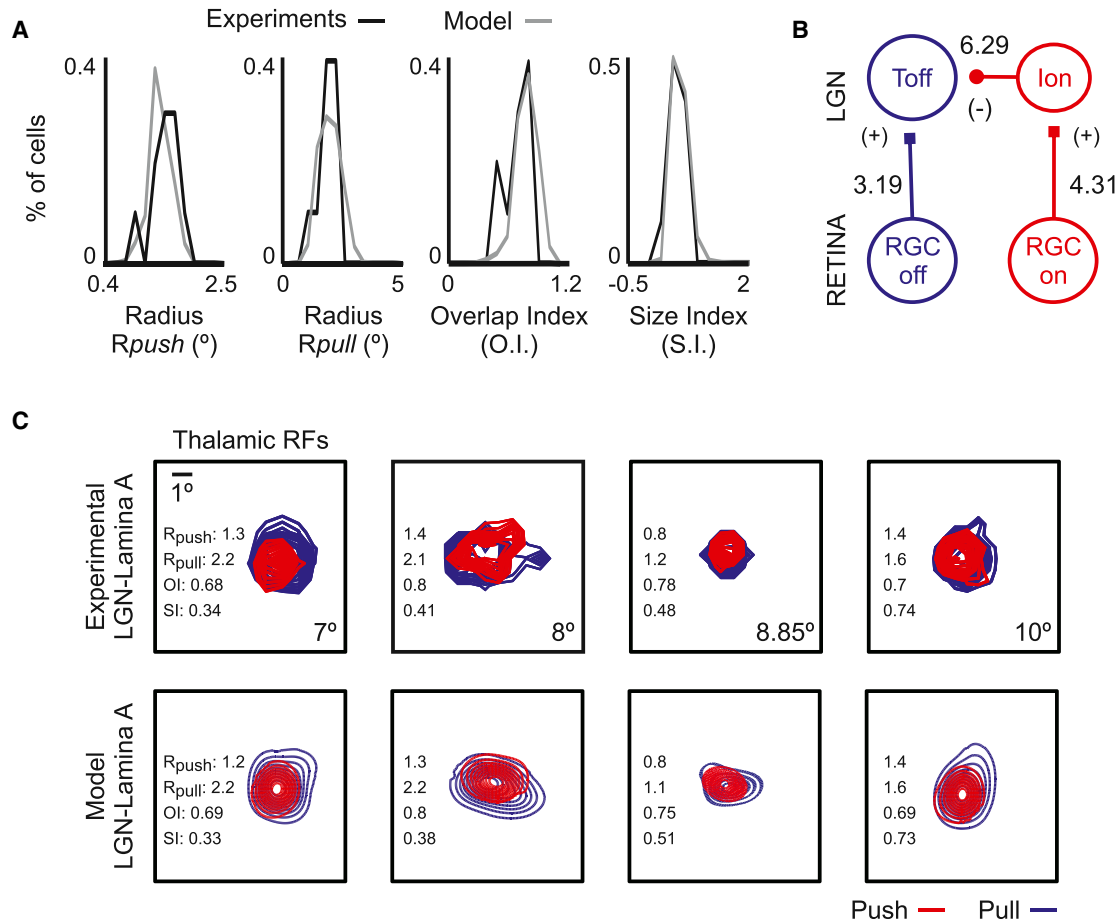 Experiments
Model
A
0.4
0
0.4
2.5
% of cells
Radius
Rpush (º)
0.4
0
0
5
Radius
Rpull (º)
0.4
0
0
1.2
Overlap Index
(O.I.)
0.5
0
-0.5
2
Size Index
(S.I.)
B
LGN
RETINA
Toff
6.29
Ion
(-)
(+)
(+)
3.19
4.31
RGC
off
RGC
on
C
Thalamic RFs
Experimental
LGN-Lamina A
1º
Rpush: 1.3
Rpull: 2.2
OI: 0.68
SI: 0.34
7º
1.4
2.1
0.8
0.41
8º
0.8
1.2
0.78
0.48
8.85º
1.4
1.6
0.7
0.74
10º
Model
LGN-Lamina A
Rpush: 1.2
Rpull: 2.2
OI: 0.69
SI: 0.33
1.3
2.2
0.8
0.38
0.8
1.1
0.75
0.51
1.4
1.6
0.69
0.73
Push
Pull